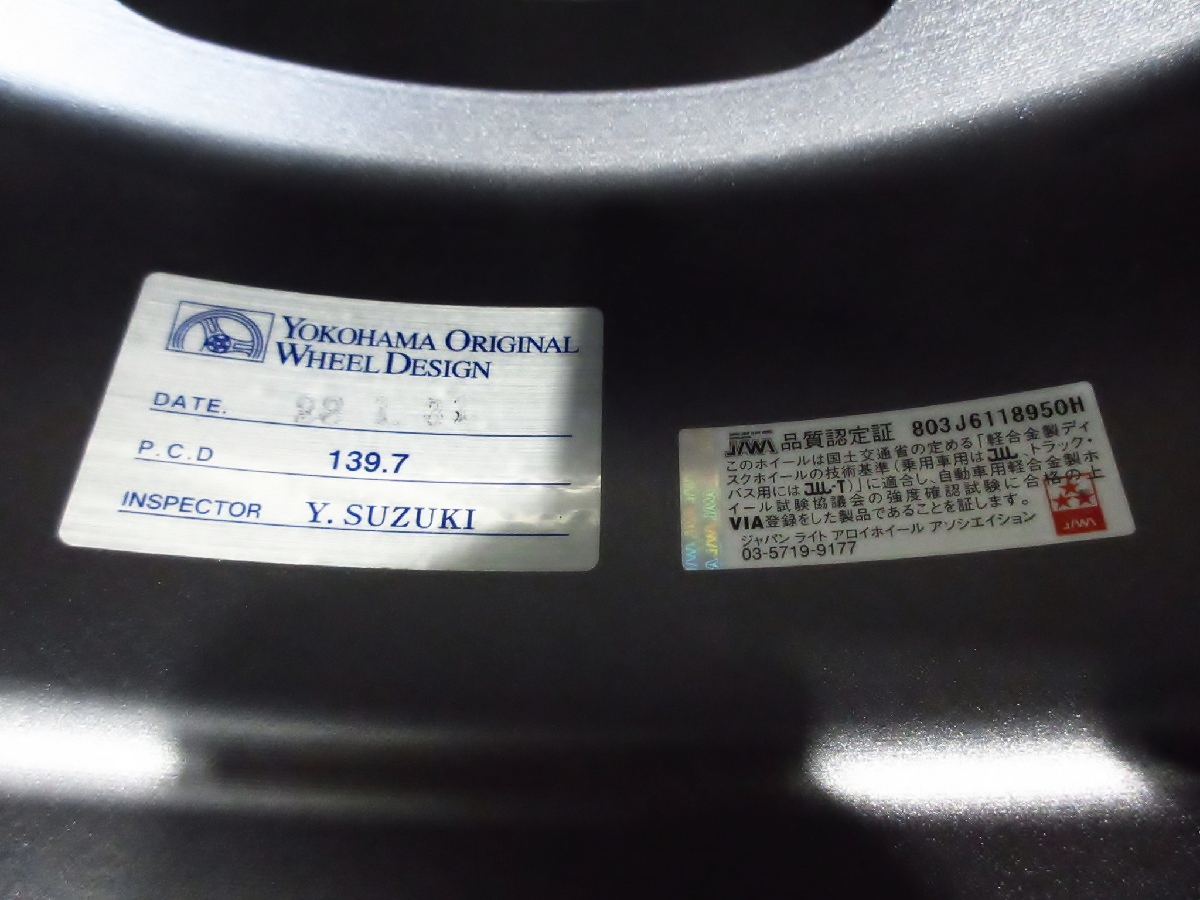 YOKOHAMA ORIGINAL
WHEEL DESIGN
DATE.
P.C.D 139.7
INSPECTOR Y. SUZUKI
JAWA 品質認定証 803J6118950H
このホイールは国土交通省の定める「軽合金製ディ
スクホイールの技術基準(乗用車用はJWL、トラック・
バス用にはJWL-T)」に適合し、自動車用軽合金製ホ
イール試験協議会の強度確認試験に合格の上
VIA登録をした製品であることを証します。
ジャパン ライト アロイホイール アソシエイション
03-5719-9177
JAWA